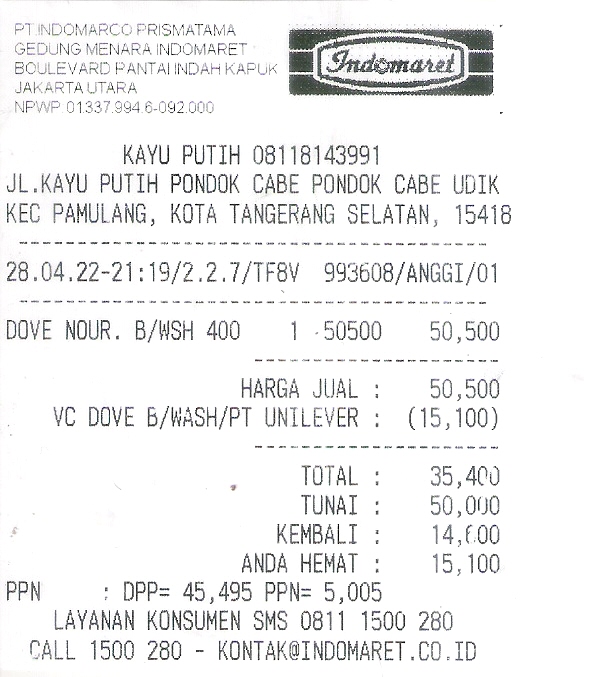 PT.INDOMARCO PRISMATAMA
GEDUNG MENARA INDOMARET
BOULEVARD PANTAI INDAH KAPUK
JAKARTA UTARA
NPWP 01.337.994.6-092.000
Indomaret
KAYU PUTIH 08118143991
JL.KAYU PUTIH PONDOK CABE PONDOK CABE UDIK
KEC PAMULANG, KOTA TANGERANG SELATAN, 15418
28.04.22-21:19/2.2.7/TF8V 993608/ANGGI/01
DOVE NOUR. B/WSH 400 1 50500 50,500
HARGA JUAL : 50,500
VC DOVE B/WASH/PT UNILEVER : (15,100)
TOTAL : 35,400
TUNAI : 50,000
KEMBALI : 14,600
ANDA HEMAT : 15,100
PPN : DPP= 45,495 PPN= 5,005
LAYANAN KONSUMEN SMS 0811 1500 280
CALL 1500 280 - KONTAK@INDOMARET.CO.ID